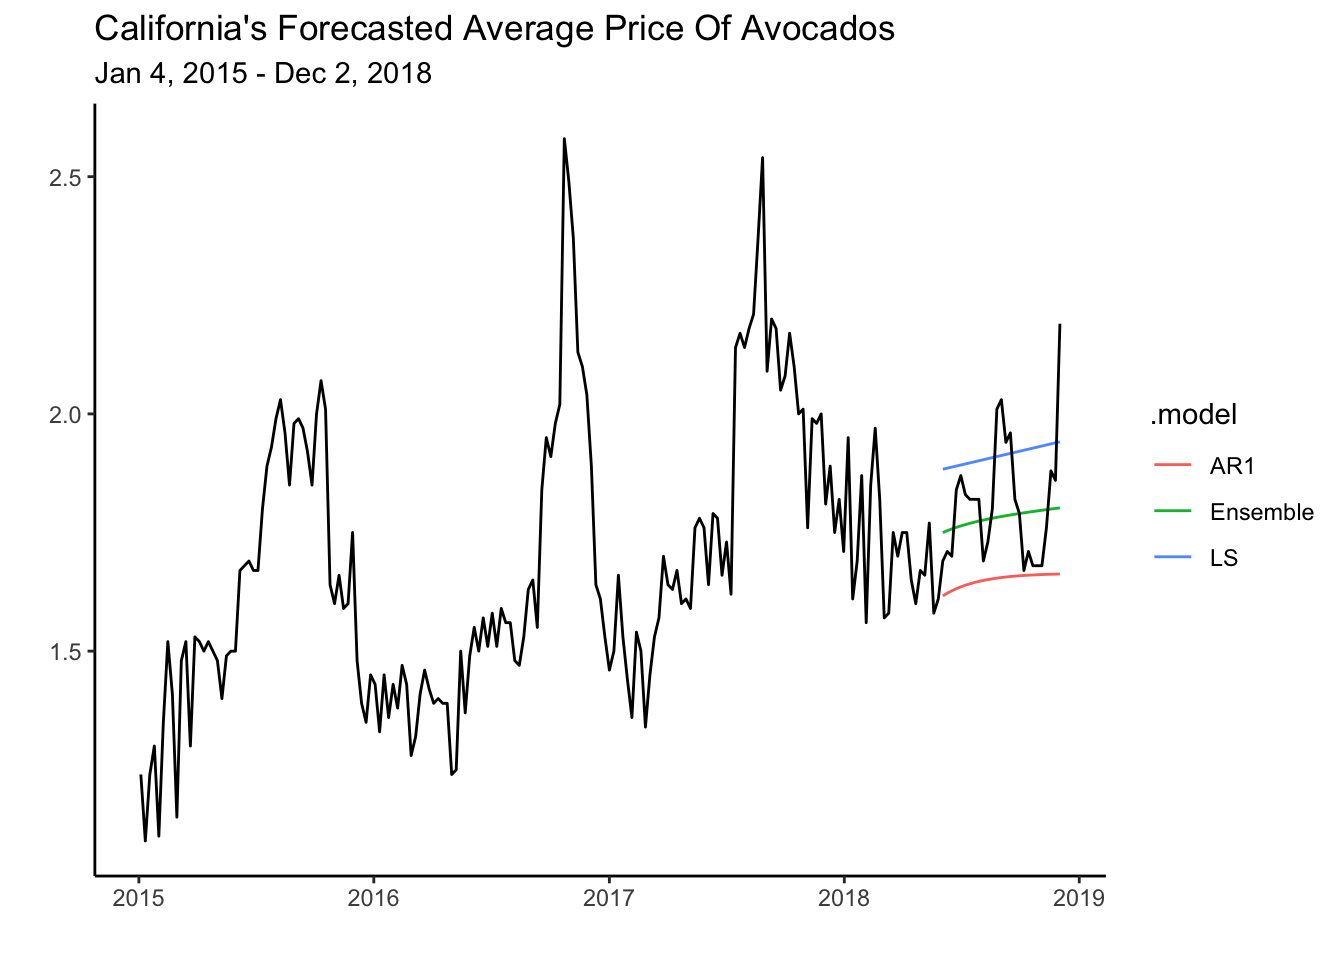 California's Forecasted Average Price Of Avocados
Jan 4, 2015 - Dec 2, 2018
2.5
2.0
1.5
2015
2016
2017
2018
2019
.model
AR1
Ensemble
LS